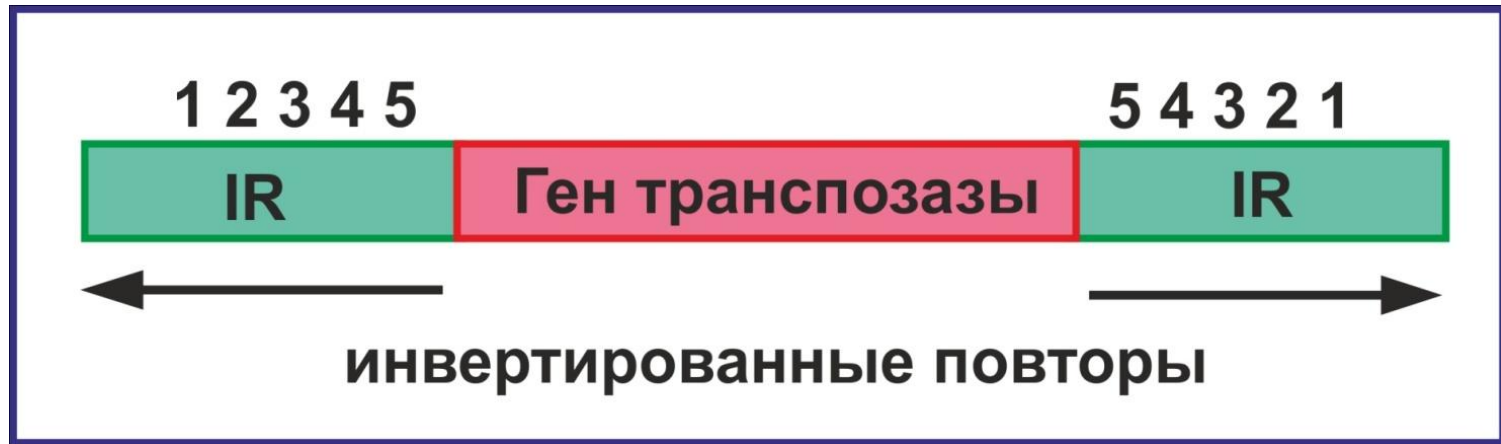 1 2 3 4 5 5 4 3 2 1
IR Ген транспозазы IR
инвертированные повторы